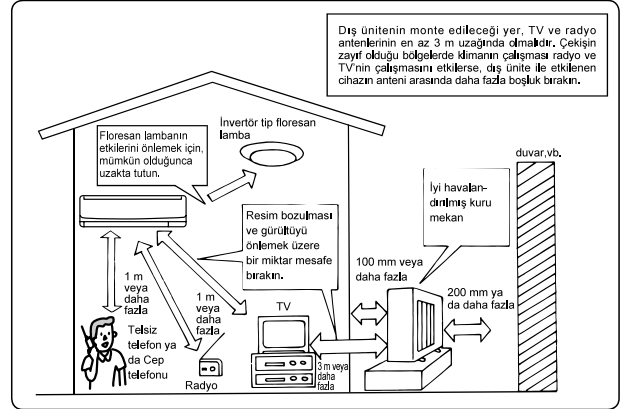 Dış ünitenin monte edileceği yer, TV ve radyo
antenlerinin en az 3 m uzağında olmalıdır. Çekişin
zayıf olduğu bölgelerde klimanın çalışması radyo ve
TV'nin çalışmasını etkilerse, dış ünite ile etkilenen
cihazın anteni arasında daha fazla boşluk bırakın.
İnvertör tip floresan
lamba
Floresan lambanın
etkilerini önlemek için,
mümkün olduğunca
uzakta tutun.
duvar,vb.
İyi havalan-
dırılmış kuru
mekan
Resim bozulması
ve gürültüyü
önlemek üzere
bir miktar mesafe
bırakın.
100 mm veya
daha fazla
200 mm ya
da daha fazla
1 m
veya
daha
fazla
1 m
veya
daha
fazla
TV
Telsiz
telefon ya
da Cep
telefonu
Radyo
3 m veya
daha
fazla